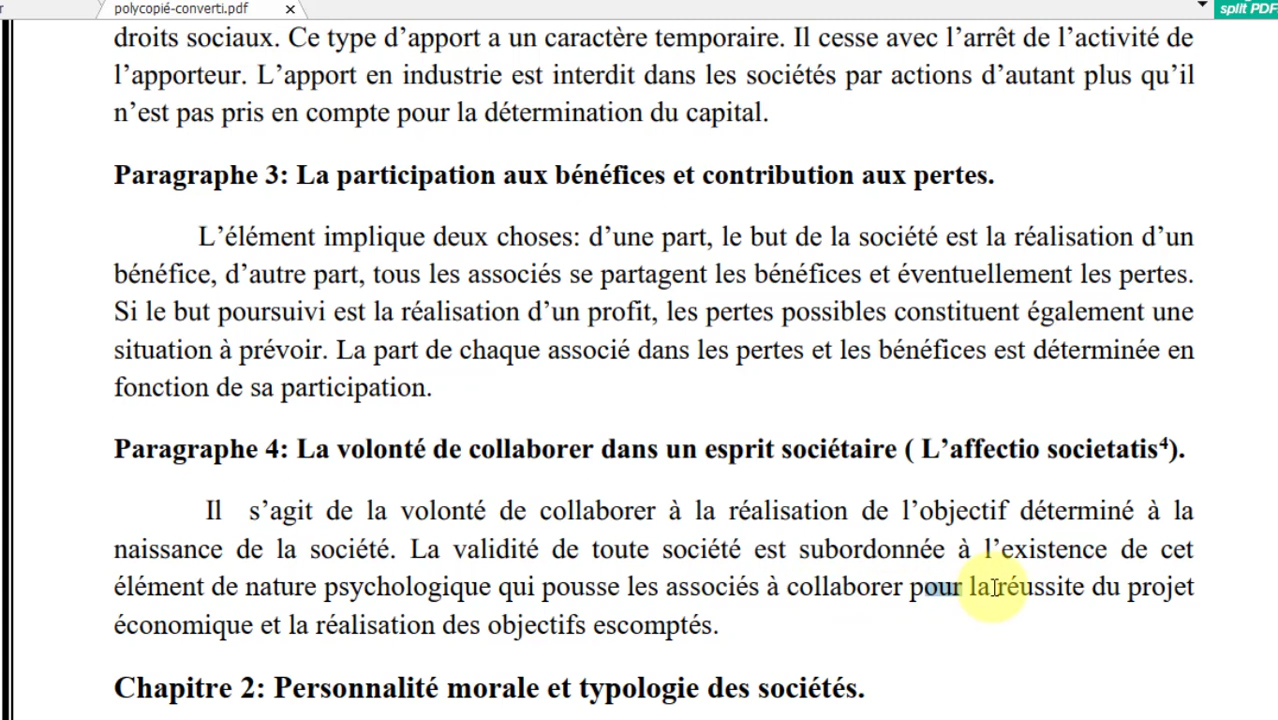 polycopié-converti.pdf
split PDF
droits sociaux. Ce type d’apport a un caractère temporaire. Il cesse avec l’arrêt de l’activité de
l’apporteur. L’apport en industrie est interdit dans les sociétés par actions d’autant plus qu’il
n’est pas pris en compte pour la détermination du capital.
Paragraphe 3: La participation aux bénéfices et contribution aux pertes.
L’élément implique deux choses: d’une part, le but de la société est la réalisation d’un
bénéfice, d’autre part, tous les associés se partagent les bénéfices et éventuellement les pertes.
Si le but poursuivi est la réalisation d’un profit, les pertes possibles constituent également une
situation à prévoir. La part de chaque associé dans les pertes et les bénéfices est déterminée en
fonction de sa participation.
Paragraphe 4: La volonté de collaborer dans un esprit sociétaire ( L’affectio societatis⁴).
Il s’agit de la volonté de collaborer à la réalisation de l’objectif déterminé à la
naissance de la société. La validité de toute société est subordonnée à l’existence de cet
élément de nature psychologique qui pousse les associés à collaborer pour la réussite du projet
économique et la réalisation des objectifs escomptés.
Chapitre 2: Personnalité morale et typologie des sociétés.